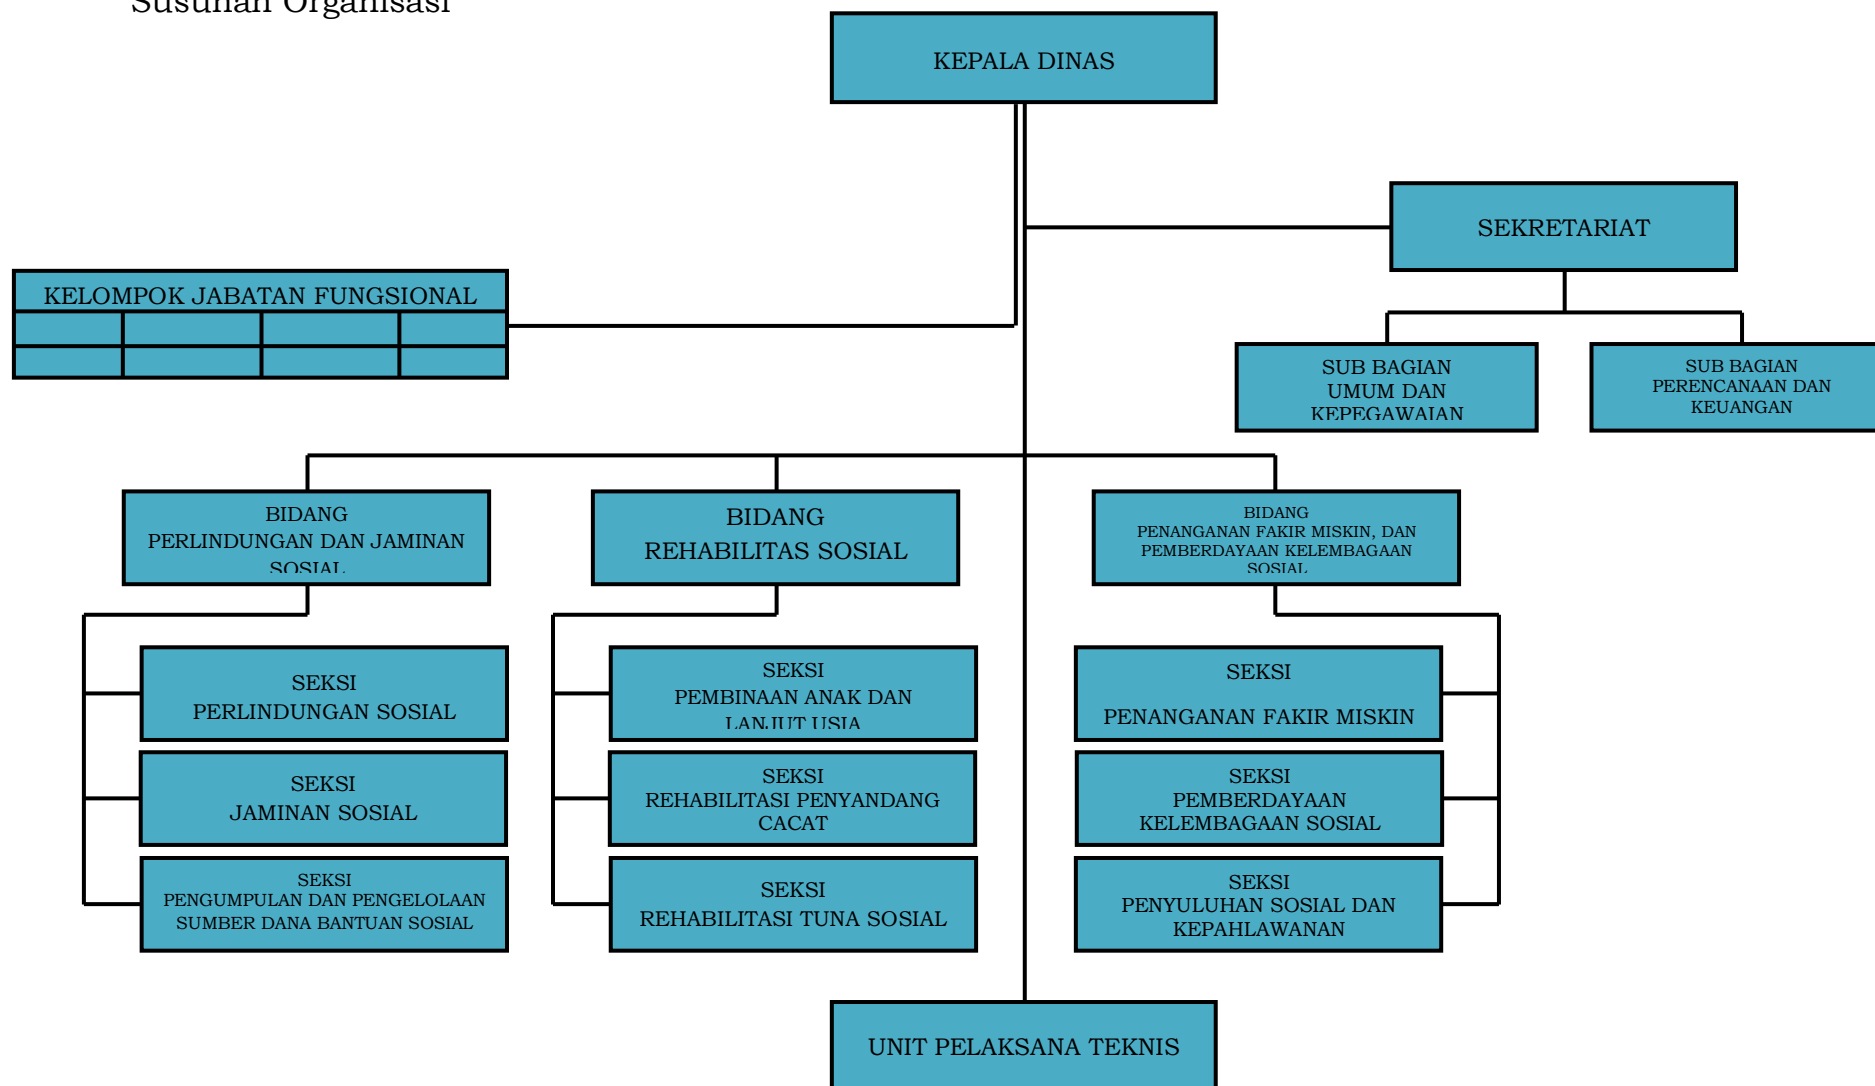 Susunan Organisasi
KEPALA DINAS
SEKRETARIAT
KELOMPOK JABATAN FUNGSIONAL
SUB BAGIAN
UMUM DAN
KEPEGAWAIAN
SUB BAGIAN
PERENCANAAN DAN
KEUANGAN
BIDANG
PERLINDUNGAN DAN JAMINAN
SOSIAL
BIDANG
REHABILITAS SOSIAL
BIDANG
PENANGANAN FAKIR MISKIN, DAN
PEMBERDAYAAN KELEMBAGAAN
SOSIAL
SEKSI
PERLINDUNGAN SOSIAL
SEKSI
JAMINAN SOSIAL
SEKSI
PENGUMPULAN DAN PENGELOLAAN
SUMBER DANA BANTUAN SOSIAL
SEKSI
PEMBINAAN ANAK DAN
LANJUT USIA
SEKSI
REHABILITASI PENYANDANG
CACAT
SEKSI
REHABILITASI TUNA SOSIAL
SEKSI
PENANGANAN FAKIR MISKIN
SEKSI
PEMBERDAYAAN
KELEMBAGAAN SOSIAL
SEKSI
PENYULUHAN SOSIAL DAN
KEPAHLAWANAN
UNIT PELAKSANA TEKNIS